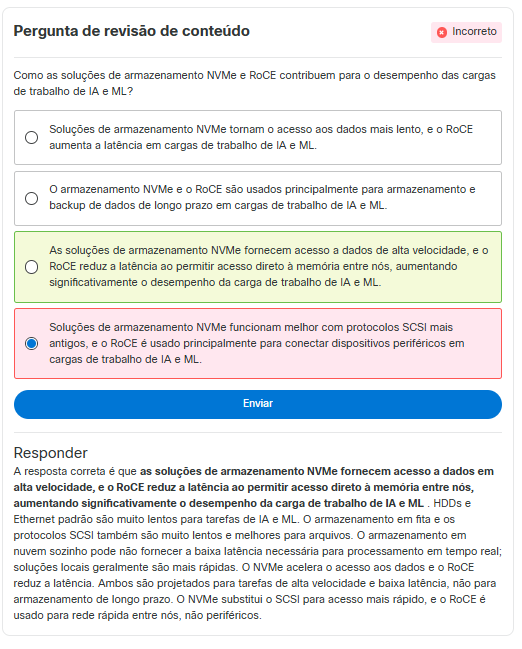 Pergunta de revisão de conteúdo
Incorreto
Como as soluções de armazenamento NVMe e RoCE contribuem para o desempenho das cargas
de trabalho de IA e ML?
Soluções de armazenamento NVMe tornam o acesso aos dados mais lento, e o RoCE
aumenta a latência em cargas de trabalho de IA e ML.
O armazenamento NVMe e o RoCE são usados principalmente para armazenamento e
backup de dados de longo prazo em cargas de trabalho de IA e ML.
As soluções de armazenamento NVMe fornecem acesso a dados de alta velocidade, e o
RoCE reduz a latência ao permitir acesso direto à memória entre nós, aumentando
significativamente o desempenho da carga de trabalho de IA e ML.
Soluções de armazenamento NVMe funcionam melhor com protocolos SCSI mais
antigos, e o RoCE é usado principalmente para conectar dispositivos periféricos em
cargas de trabalho de IA e ML.
Enviar
Responder
A resposta correta é que as soluções de armazenamento NVMe fornecem acesso a dados em
alta velocidade, e o RoCE reduz a latência ao permitir acesso direto à memória entre nós,
aumentando significativamente o desempenho da carga de trabalho de IA e ML . HDDs e
Ethernet padrão são muito lentos para tarefas de IA e ML. O armazenamento em fita e os
protocolos SCSI também são muito lentos e melhores para arquivos. O armazenamento em
nuvem sozinho pode não fornecer a baixa latência necessária para processamento em tempo real;
soluções locais geralmente são mais rápidas. O NVMe acelera o acesso aos dados e o RoCE
reduz a latência. Ambos são projetados para tarefas de alta velocidade e baixa latência, não para
armazenamento de longo prazo. O NVMe substitui o SCSI para acesso mais rápido, e o RoCE é
usado para rede rápida entre nós, não periféricos.